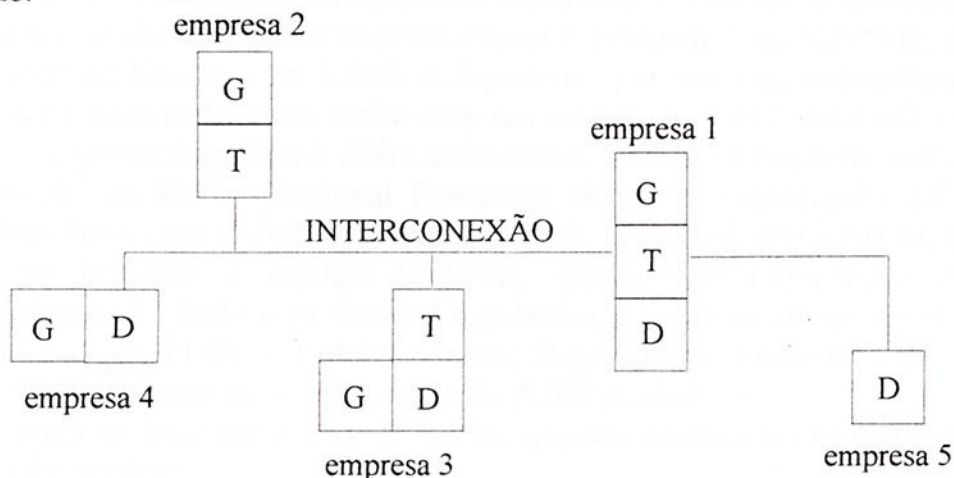 empresa 2
G
T
empresa 1
G
T
D
INTERCONEXÃO
G D
empresa 4
T
G D
empresa 3
D
empresa 5